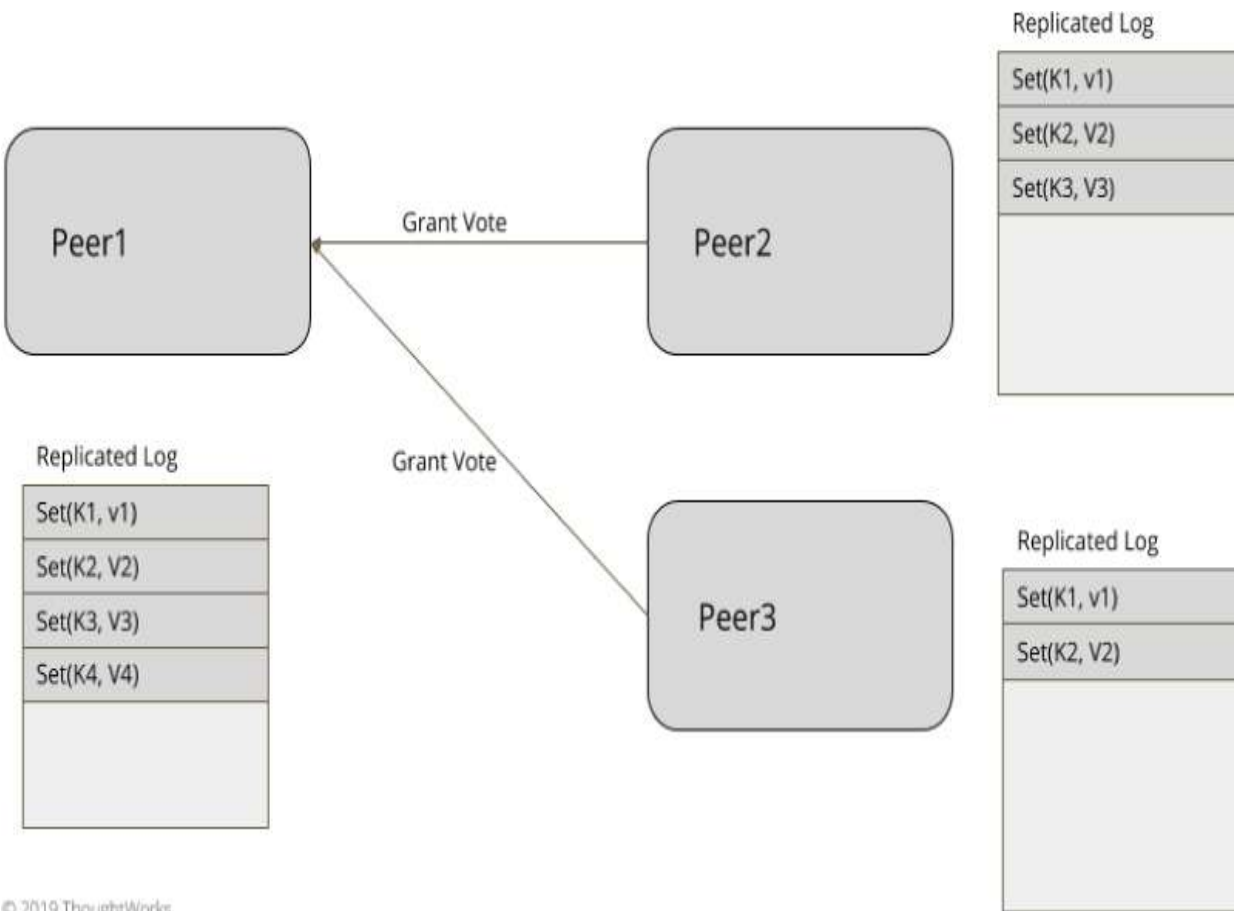 Replicated Log
Set(K1, v1)
Set(K2, V2)
Set(K3, V3)
Peer1
Grant Vote
Peer2
Replicated Log
Set(K1, v1)
Set(K2, V2)
Set(K3, V3)
Set(K4, V4)
Grant Vote
Peer3
Replicated Log
Set(K1, v1)
Set(K2, V2)
© 2019 ThoughtWorks